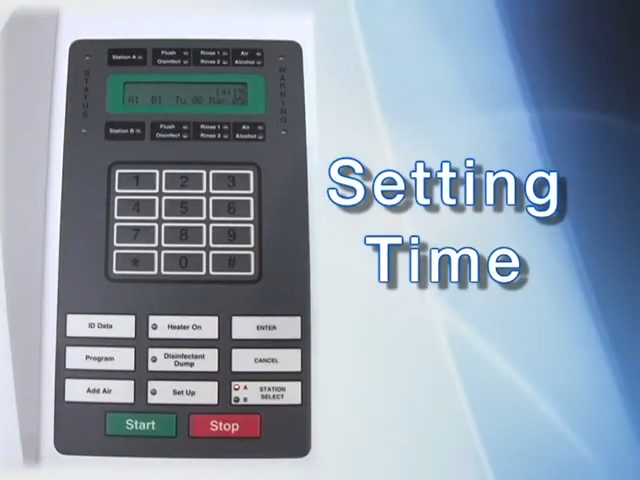 Station A
Flush
Disinfect
Rinse 1
Rinse 2
Air
Alcohol
STATUS
WARNING
14:15
A1 B1 Tu 08 Mar 05
Station B
Flush
Disinfect
Rinse 1
Rinse 2
Air
Alcohol
1 2 3
4 5 6
7 8 9
* 0 #
ID Data
Heater On
ENTER
Program
Disinfectant
Dump
CANCEL
Add Air
Set Up
A
B
STATION
SELECT
Start
Stop
Setting
Time